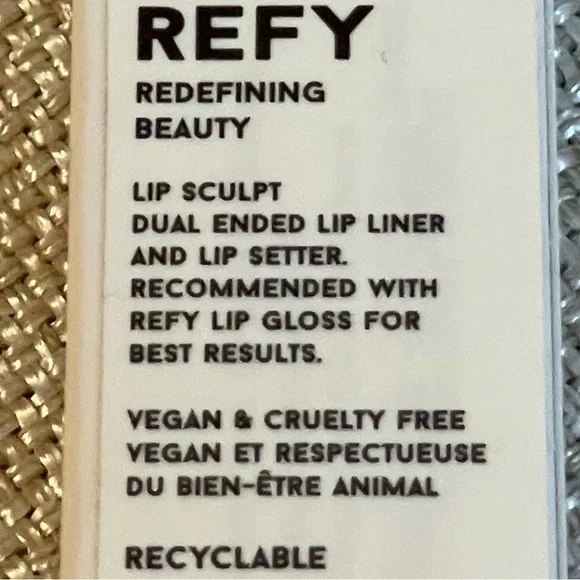 REFY
REDEFINING
BEAUTY
LIP SCULPT
DUAL ENDED LIP LINER
AND LIP SETTER.
RECOMMENDED WITH
REFY LIP GLOSS FOR
BEST RESULTS.
VEGAN & CRUELTY FREE
VEGAN ET RESPECTUEUSE
DU BIEN-ÊTRE ANIMAL
RECYCLABLE